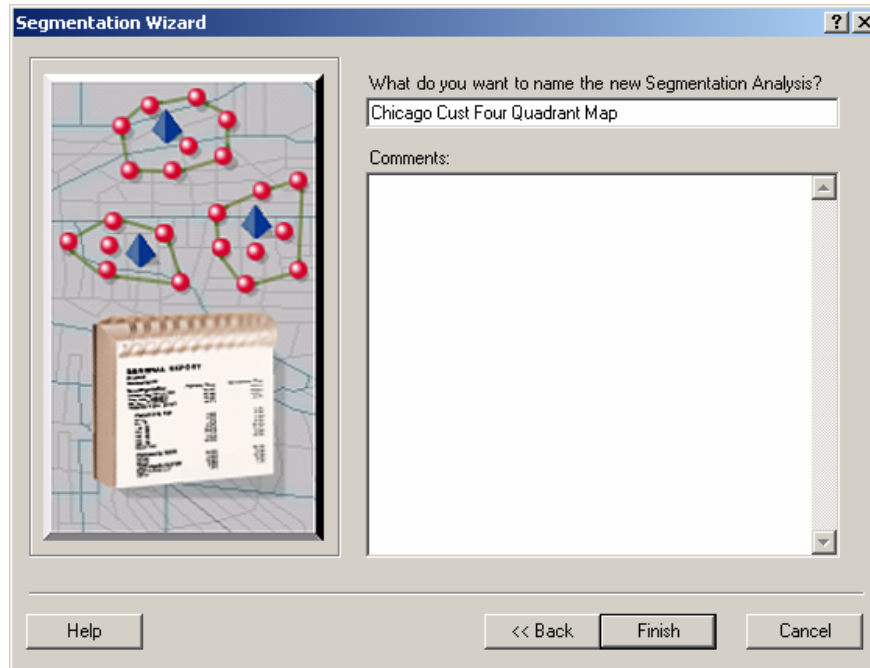 Segmentation Wizard
What do you want to name the new Segmentation Analysis?
Chicago Cust Four Quadrant Map
Comments:
Help
<< Back
Finish
Cancel